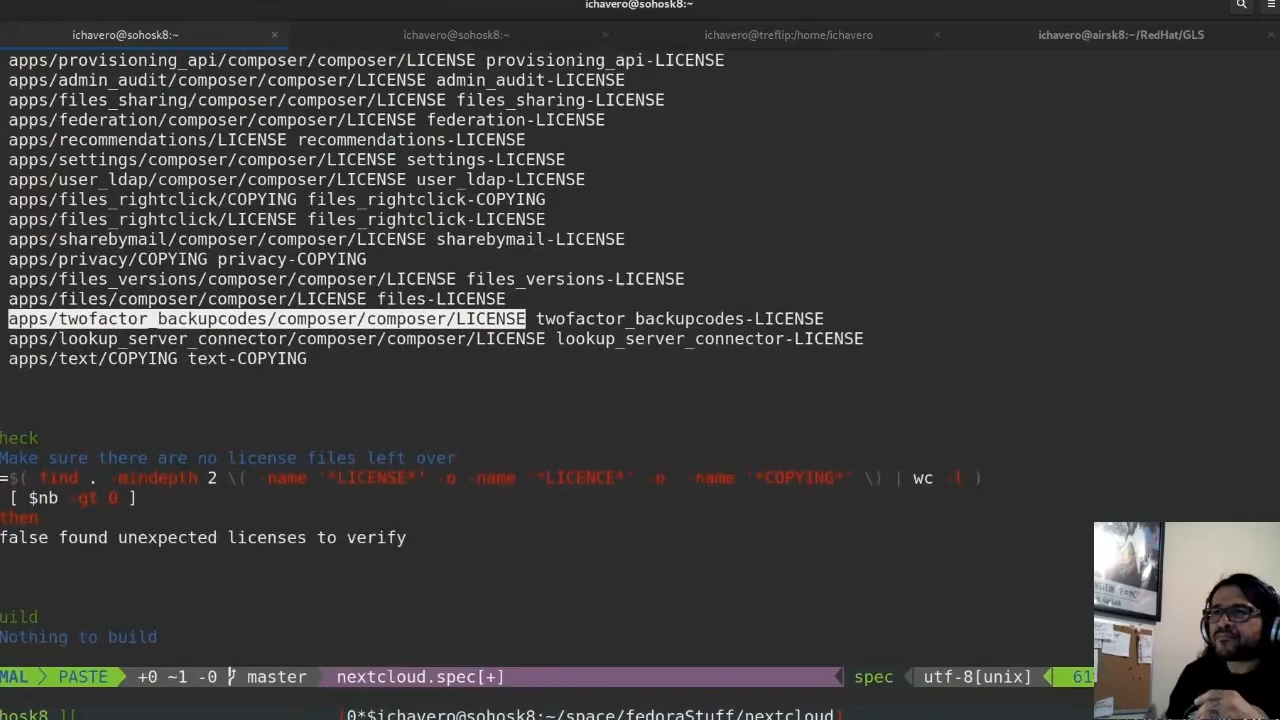 ichavero@sohosk8:~
ichavero@sohosk8:~ × ichavero@sohosk8:~ × ichavero@treflip:/home/ichavero × ichavero@airsk8:~/RedHat/GLS ×
apps/provisioning_api/composer/composer/LICENSE provisioning_api-LICENSE
apps/admin_audit/composer/composer/LICENSE admin_audit-LICENSE
apps/files_sharing/composer/composer/LICENSE files_sharing-LICENSE
apps/federation/composer/composer/LICENSE federation-LICENSE
apps/recommendations/LICENSE recommendations-LICENSE
apps/settings/composer/composer/LICENSE settings-LICENSE
apps/user_ldap/composer/composer/LICENSE user_ldap-LICENSE
apps/files_rightclick/COPYING files_rightclick-COPYING
apps/files_rightclick/LICENSE files_rightclick-LICENSE
apps/sharebymail/composer/composer/LICENSE sharebymail-LICENSE
apps/privacy/COPYING privacy-COPYING
apps/files_versions/composer/composer/LICENSE files_versions-LICENSE
apps/files/composer/composer/LICENSE files-LICENSE
apps/twofactor_backupcodes/composer/composer/LICENSE twofactor_backupcodes-LICENSE
apps/lookup_server_connector/composer/composer/LICENSE lookup_server_connector-LICENSE
apps/text/COPYING text-COPYING
heck
Make sure there are no license files left over
=$( find . -mindepth 2 \( -name '*LICENSE*' -o -name '*LICENCE*' -o -name '*COPYING*' \) | wc -l )
[ $nb -gt 0 ]
then
false found unexpected licenses to verify
uild
Nothing to build
MAL PASTE +0 ~1 -0 master nextcloud.spec[+] spec utf-8[unix] 61
hosk8 ][ 0*$ichavero@sohosk8:~/space/fedoraStuff/nextcloud